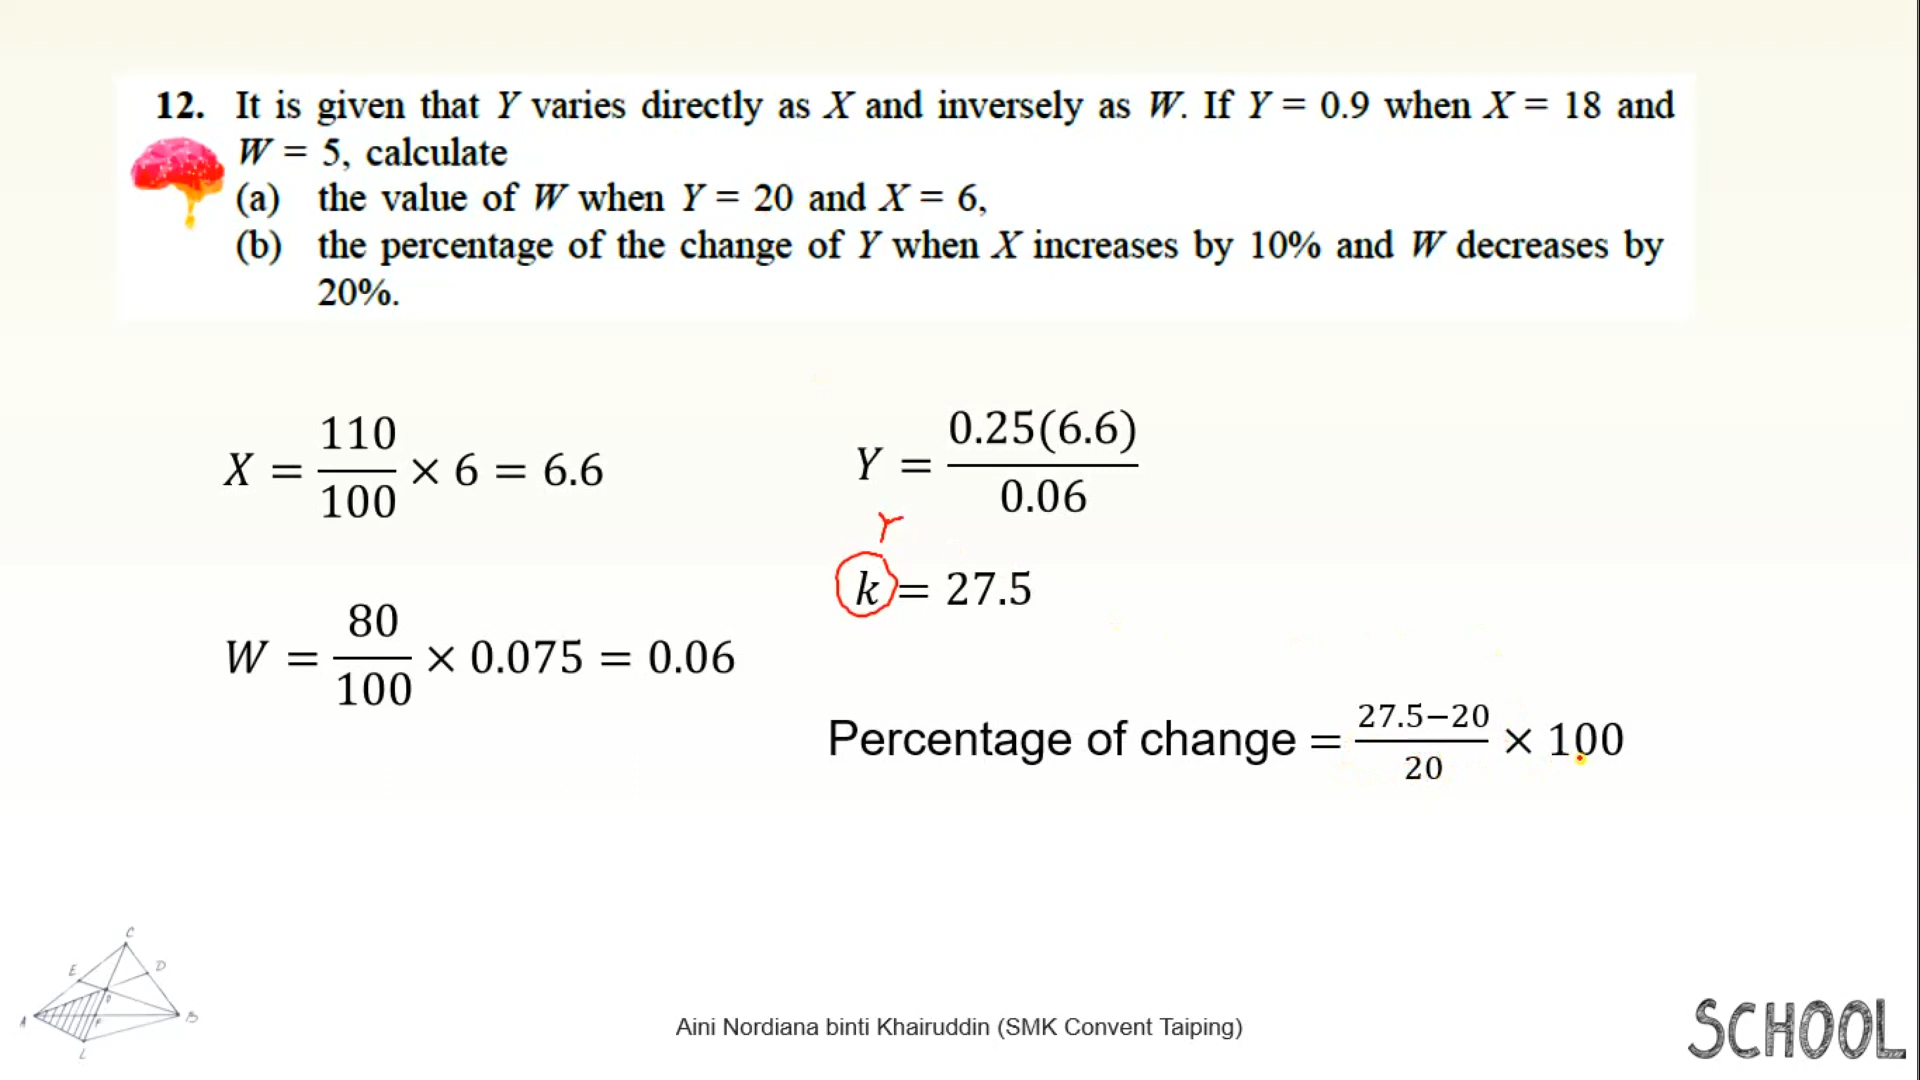 12. It is given that Y varies directly as X and inversely as W. If Y = 0.9 when X = 18 and
W = 5, calculate
(a) the value of W when Y = 20 and X = 6,
(b) the percentage of the change of Y when X increases by 10% and W decreases by
20%.
X = 110/100 × 6 = 6.6
W = 80/100 × 0.075 = 0.06
Y = 0.25(6.6)/0.06
Y
k = 27.5
Percentage of change = 27.5−20/20 × 100
C
E
D
A
B
L
Aini Nordiana binti Khairuddin (SMK Convent Taiping)
SCHOOL